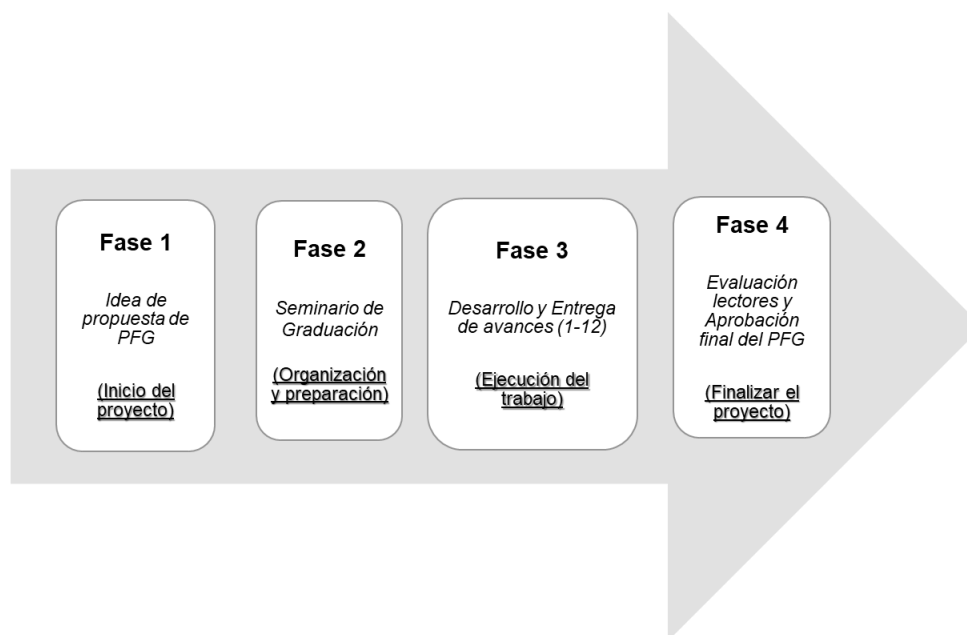 Fase 1
Idea de
propuesta de
PFG
(Inicio del
proyecto)
Fase 2
Seminario de
Graduación
(Organización
y preparación)
Fase 3
Desarrollo y Entrega
de avances (1-12)
(Ejecución del
trabajo)
Fase 4
Evaluación
lectores y
Aprobación
final del PFG
(Finalizar el
proyecto)